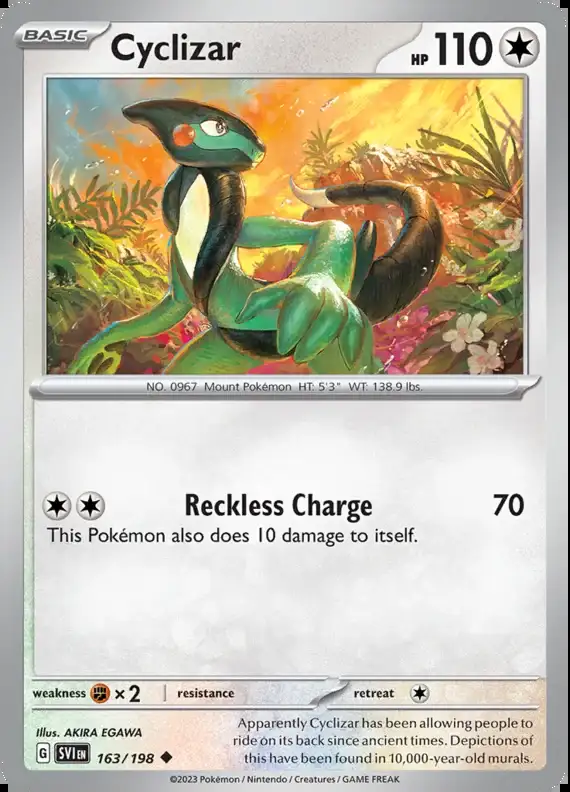 BASIC Cyclizar HP 110
NO. 0967 Mount Pokémon HT: 5'3" WT: 138.9 lbs.
Reckless Charge 70
This Pokémon also does 10 damage to itself.
weakness ×2 resistance retreat
Illus. AKIRA EGAWA
G SVI EN 163/198
Apparently Cyclizar has been allowing people to
ride on its back since ancient times. Depictions of
this have been found in 10,000-year-old murals.
©2023 Pokémon / Nintendo / Creatures / GAME FREAK